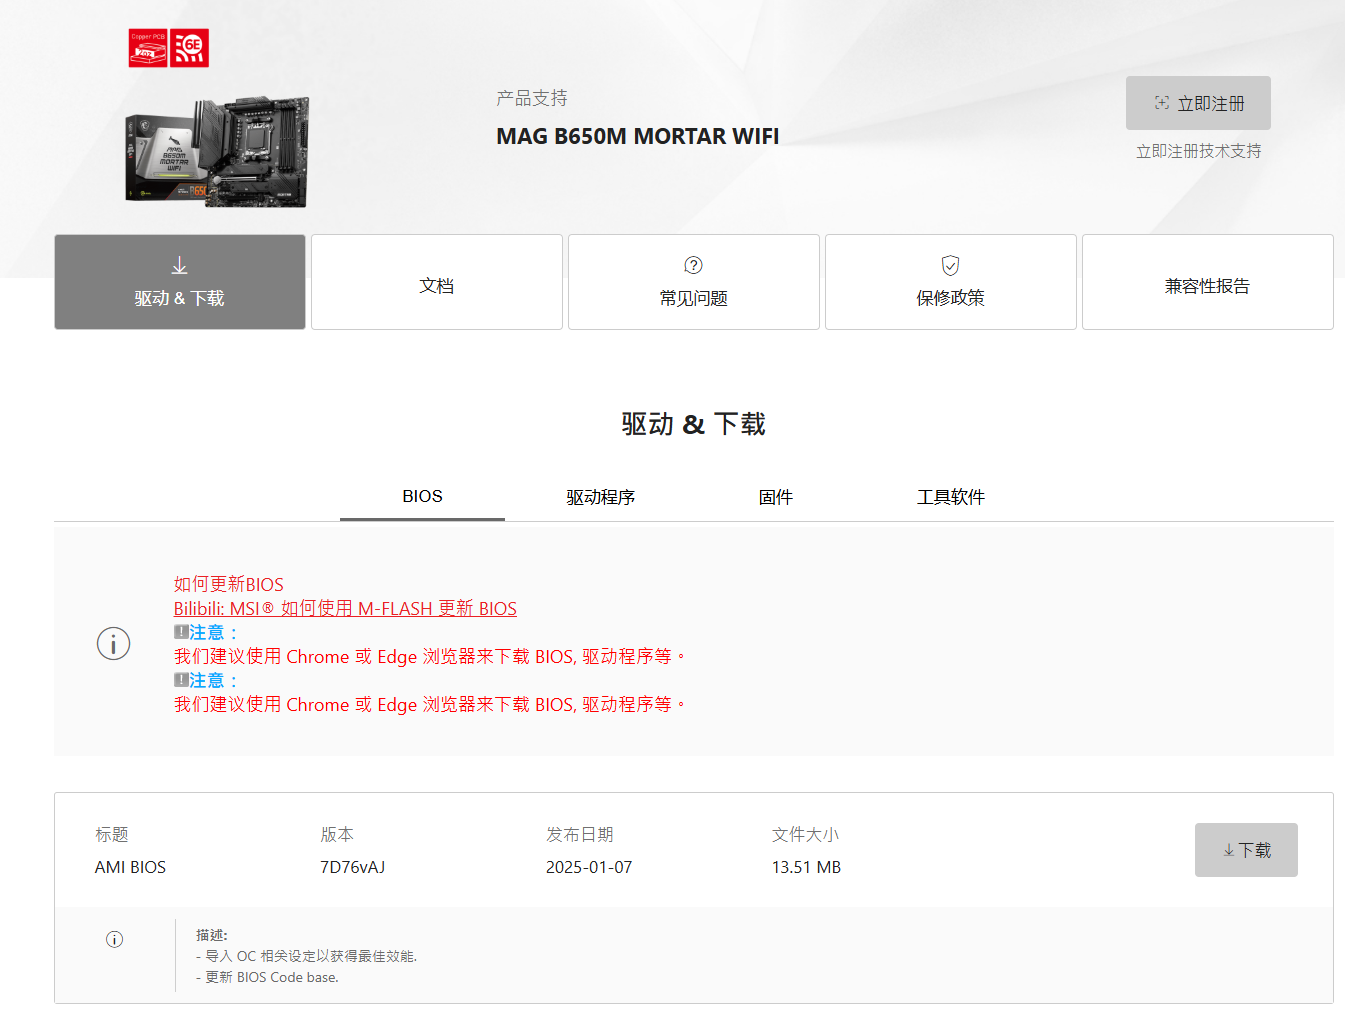 Copper PCB
2oz
6E
MAG
B650M
MORTAR
WIFI
产品支持
MAG B650M MORTAR WIFI
立即注册
立即注册技术支持
驱动 & 下载
文档
常见问题
保修政策
兼容性报告
驱动 & 下载
BIOS
驱动程序
固件
工具软件
如何更新BIOS
Bilibili: MSI® 如何使用 M-FLASH 更新 BIOS
注意：
我们建议使用 Chrome 或 Edge 浏览器来下载 BIOS, 驱动程序等。
注意：
我们建议使用 Chrome 或 Edge 浏览器来下载 BIOS, 驱动程序等。
标题 版本 发布日期 文件大小
AMI BIOS 7D76vAJ 2025-01-07 13.51 MB
下载
描述:
- 导入 OC 相关设定以获得最佳效能.
- 更新 BIOS Code base.